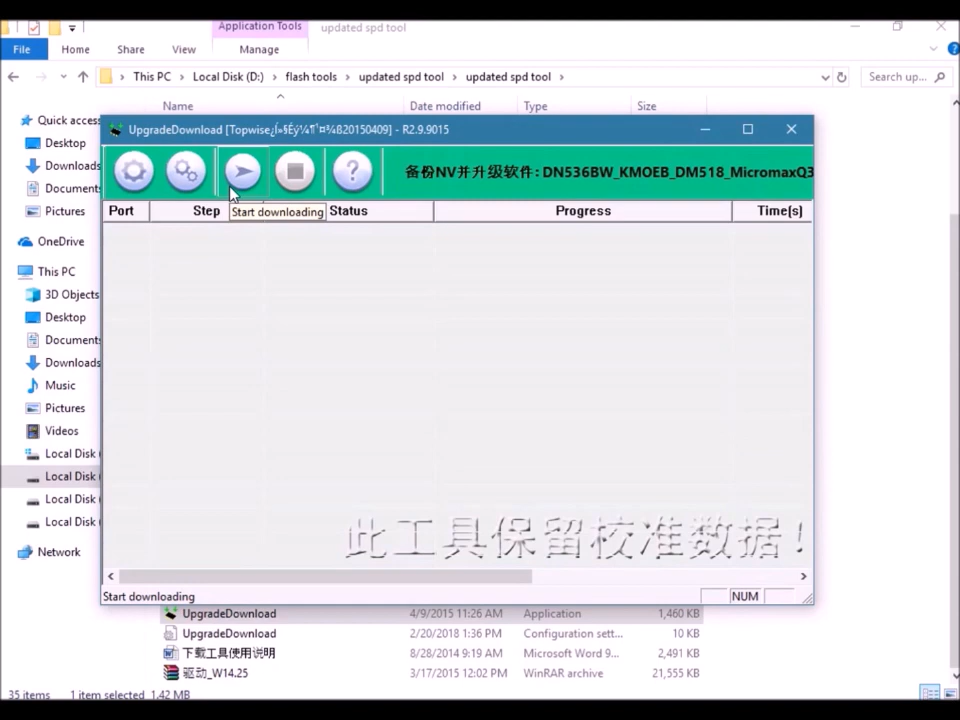 Application Tools
updated spd tool
File Home Share View Manage
This PC > Local Disk (D:) > flash tools > updated spd tool > updated spd tool >
Search up...
Name Date modified Type Size
Quick access
Desktop
Downloads
Documents
Pictures
OneDrive
This PC
3D Objects
Desktop
Documents
Downloads
Music
Pictures
Videos
Local Disk (
Local Disk (
Local Disk (
Local Disk (
Network
UpgradeDownload [Topwise¿Í»§Éý¼¶¹¤¾ß20150409] - R2.9.9015
备份NV并升级软件: DN536BW_KMOEB_DM518_MicromaxQ3
Port Step Status Progress Time(s)
Start downloading
此工具保留校准数据!
Start downloading
NUM
UpgradeDownload 4/9/2015 11:26 AM Application 1,460 KB
UpgradeDownload 2/20/2018 1:36 PM Configuration sett... 10 KB
下载工具使用说明 8/28/2014 9:19 AM Microsoft Word 9... 2,491 KB
驱动_W14.25 3/17/2015 12:02 PM WinRAR archive 21,555 KB
35 items 1 item selected 1.42 MB